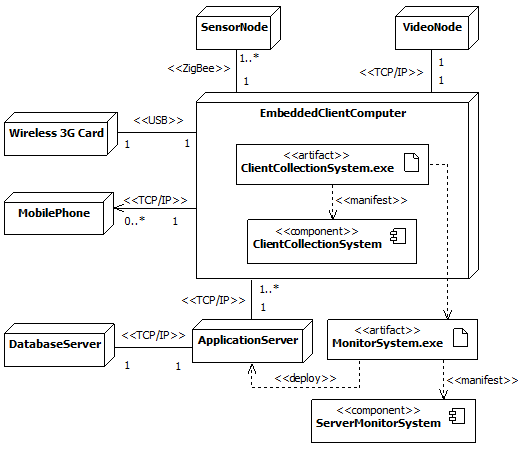 SensorNode
VideoNode
1..*
<<ZigBee>>
1
1
<<TCP/IP>>
1
EmbeddedClientComputer
<<artifact>>
ClientCollectionSystem.exe
<<manifest>>
<<component>>
ClientCollectionSystem
Wireless 3G Card
<<USB>>
1
1
MobilePhone
<<TCP/IP>>
0..*
1
1..*
<<TCP/IP>>
1
DatabaseServer
<<TCP/IP>>
1
1
ApplicationServer
<<artifact>>
MonitorSystem.exe
<<deploy>>
<<manifest>>
<<component>>
ServerMonitorSystem